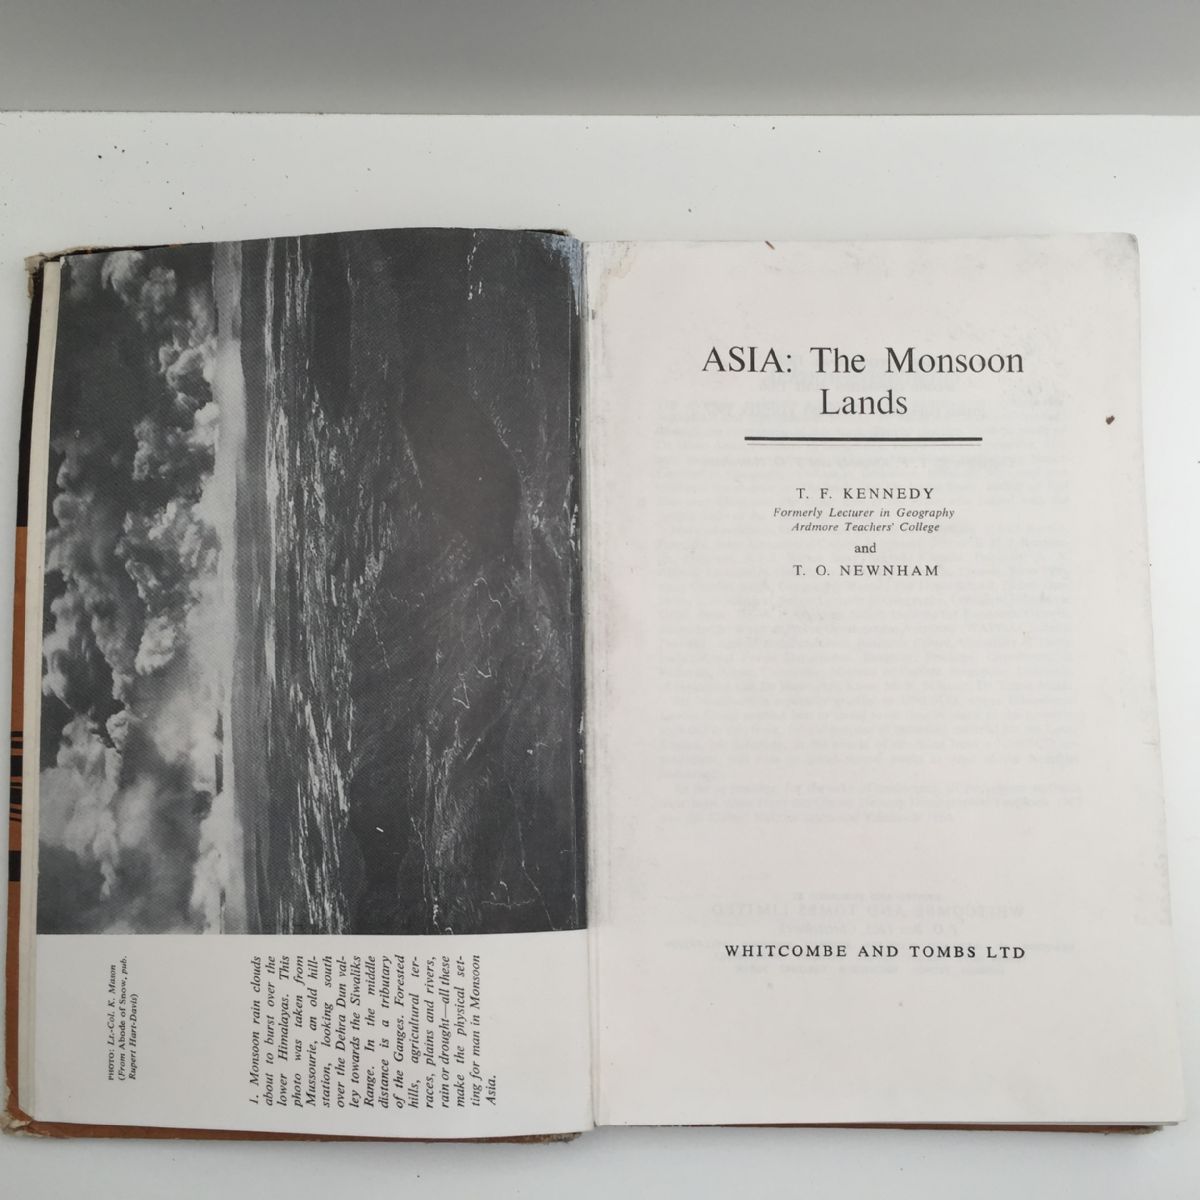 PHOTO: Lt.-Col. K. Mason
(From Abode of Snow, pub.
Rupert Hart-Davis)
1. Monsoon rain clouds
about to burst over the
lower Himalayas. This
photo was taken from
Mussourie, an old hill-
station, looking south
over the Dehra Dun val-
ley towards the Siwaliks
Range. In the middle
distance is a tributary
of the Ganges. Forested
hills, agricultural ter-
races, plains and rivers,
rain or drought—all these
make the physical set-
ting for man in Monsoon
Asia.
ASIA: The Monsoon
Lands
T. F. KENNEDY
Formerly Lecturer in Geography
Ardmore Teachers' College
and
T. O. NEWNHAM
WHITCOMBE AND TOMBS LTD